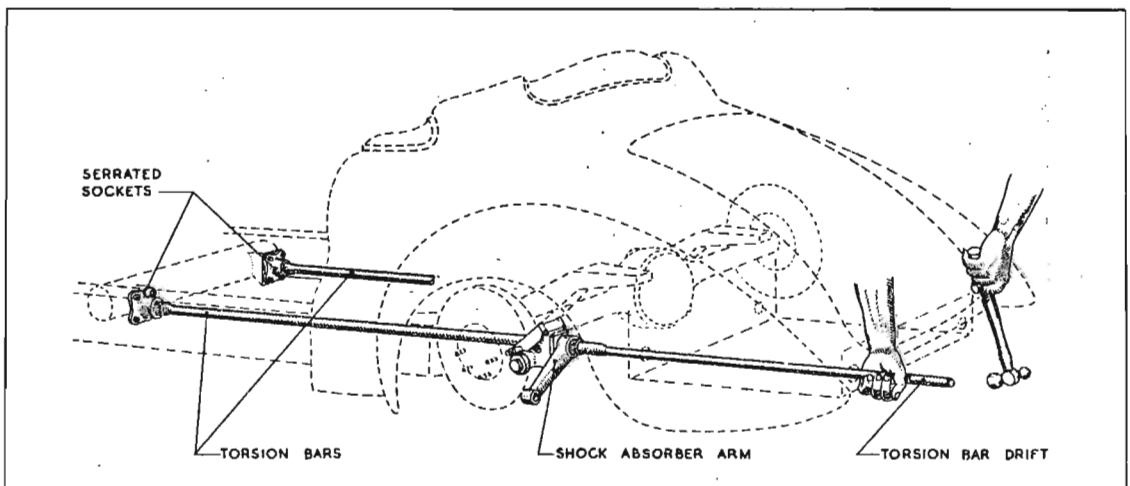 SERRATED
SOCKETS
TORSION BARS
SHOCK ABSORBER ARM
TORSION BAR DRIFT